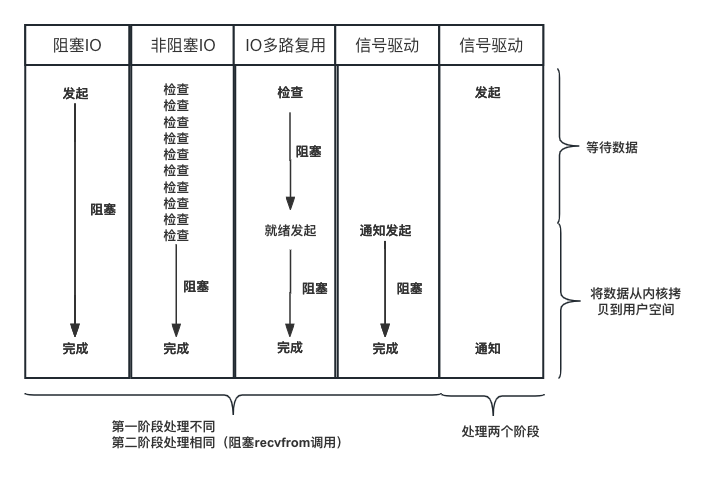 阻塞IO
非阻塞IO
IO多路复用
信号驱动
信号驱动
发起
阻塞
完成
检查
检查
检查
检查
检查
检查
检查
检查
检查
检查
阻塞
完成
检查
阻塞
就绪发起
阻塞
完成
通知发起
阻塞
完成
发起
通知
等待数据
将数据从内核拷
贝到用户空间
第一阶段处理不同
第二阶段处理相同（阻塞recvfrom调用）
处理两个阶段